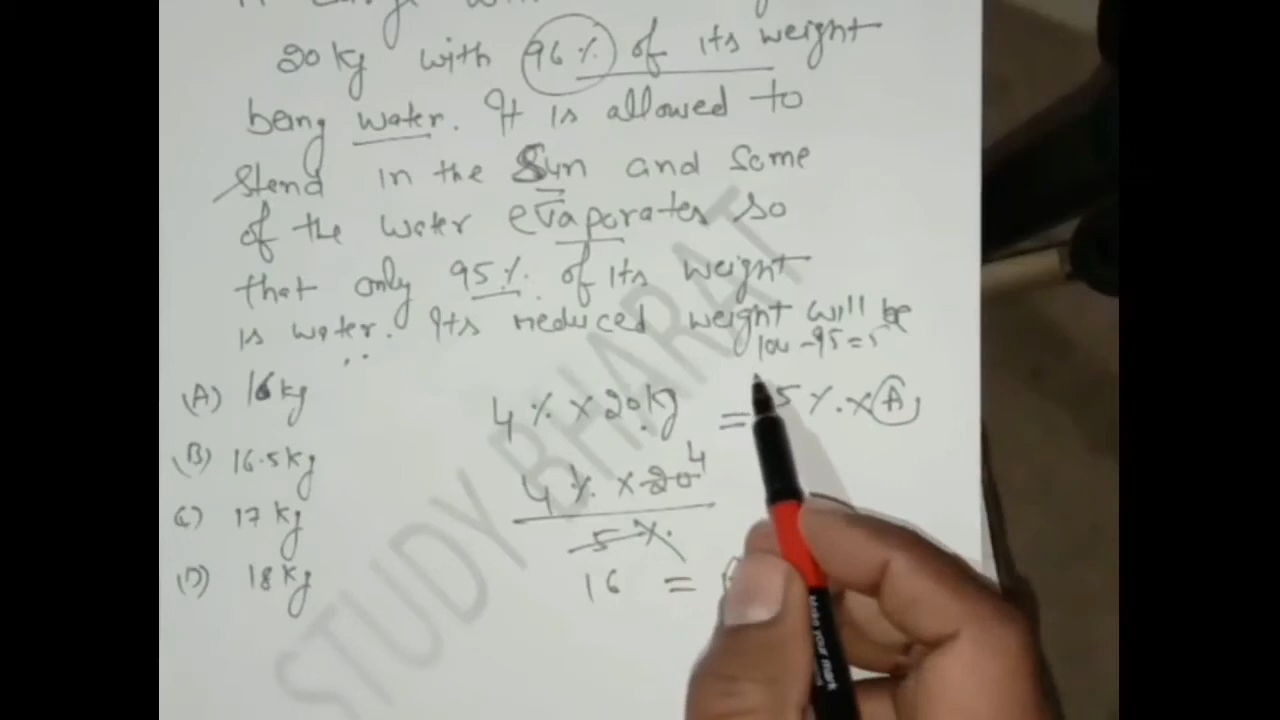 20 kg with 96% of its weight
being water. It is allowed to
stend in the Sun and some
of the water evaporates so
that only 95% of its weight
is water. Its reduced weight will be
100 - 95 = 5
(A) 16 kg
4% × 20 kg = 5% × A
(B) 16.5 kg
4% × 20 4
(C) 17 kg
5%
(D) 18 kg
16 =
STUDY BHARAT